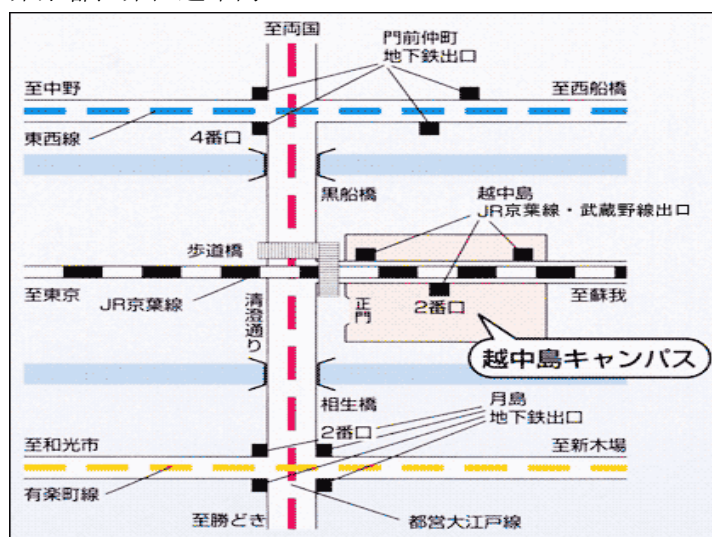 至両国
門前仲町
地下鉄出口
至中野
至西船橋
東西線
4番口
黒船橋
越中島
JR京葉線・武蔵野線出口
歩道橋
至東京
JR京葉線
清澄通り
正門
2番口
至蘇我
越中島キャンパス
相生橋
月島
地下鉄出口
2番口
至和光市
至新木場
有楽町線
至勝どき
都営大江戸線